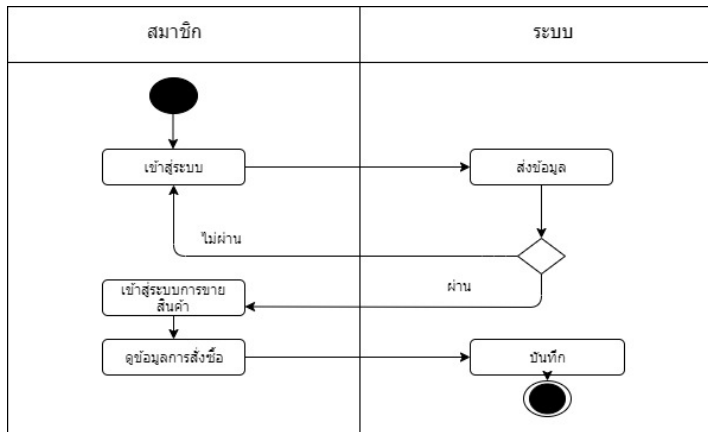 สมาชิก
ระบบ
เข้าสู่ระบบ
ส่งข้อมูล
ไม่ผ่าน
ผ่าน
เข้าสู่ระบบการขาย
สินค้า
ดูข้อมูลการสั่งซื้อ
บันทึก